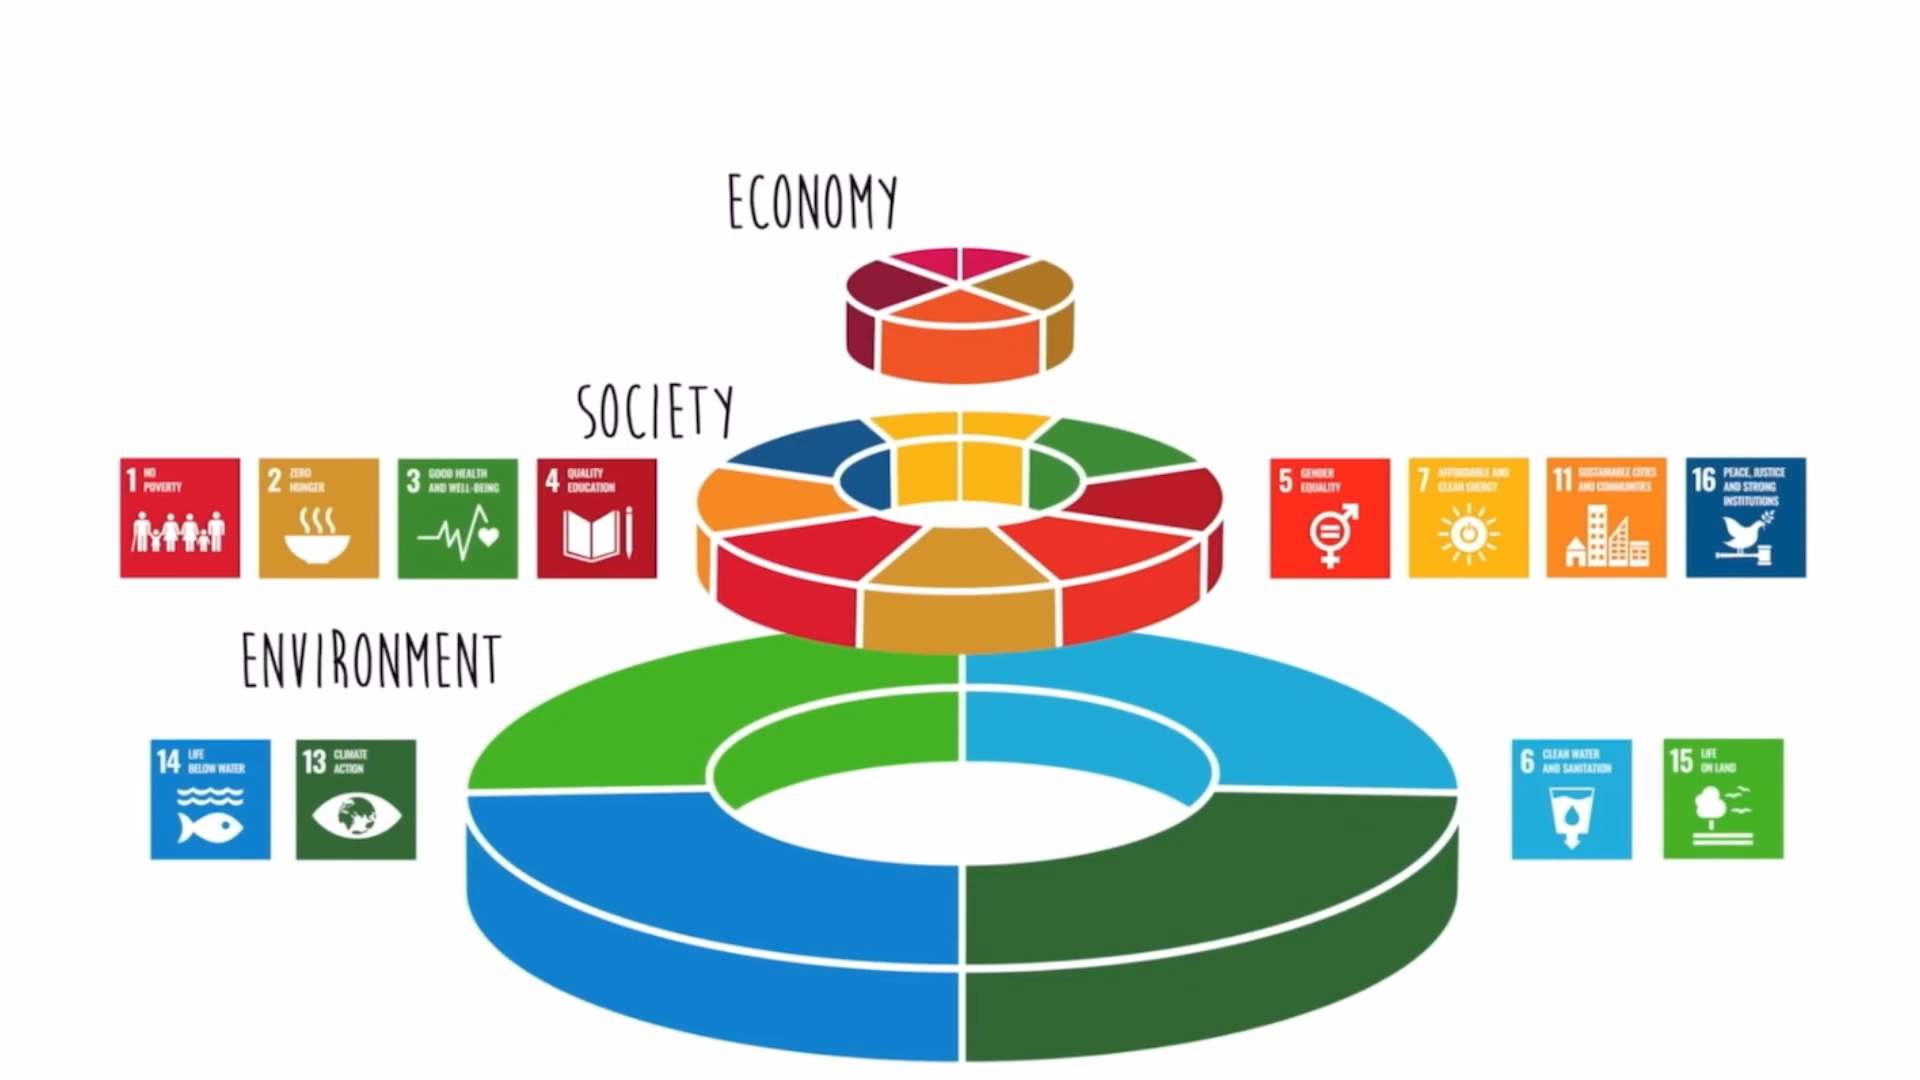 ECONOMY
SOCIETY
1 NO
POVERTY
2 ZERO
HUNGER
3 GOOD HEALTH
AND WELL-BEING
4 QUALITY
EDUCATION
5 GENDER
EQUALITY
7 AFFORDABLE AND
CLEAN ENERGY
11 SUSTAINABLE CITIES
AND COMMUNITIES
16 PEACE, JUSTICE
AND STRONG
INSTITUTIONS
ENVIRONMENT
14 LIFE
BELOW WATER
13 CLIMATE
ACTION
6 CLEAN WATER
AND SANITATION
15 LIFE
ON LAND